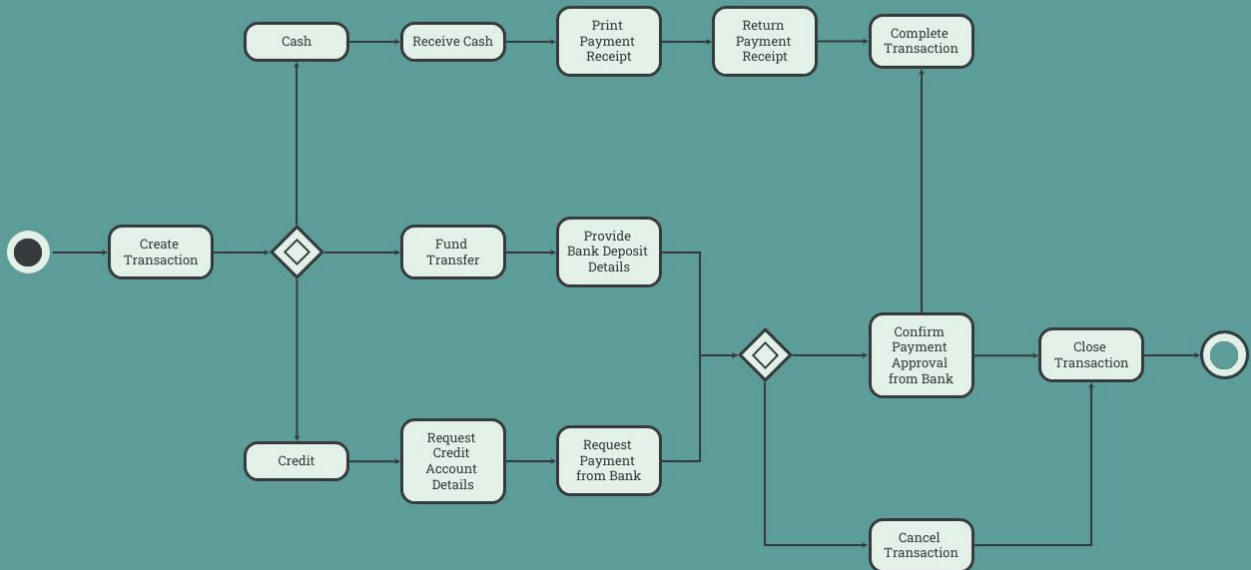 Cash
Receive Cash
Print
Payment
Receipt
Return
Payment
Receipt
Complete
Transaction
Create
Transaction
Fund
Transfer
Provide
Bank Deposit
Details
Confirm
Payment
Approval
from Bank
Close
Transaction
Credit
Request
Credit
Account
Details
Request
Payment
from Bank
Cancel
Transaction